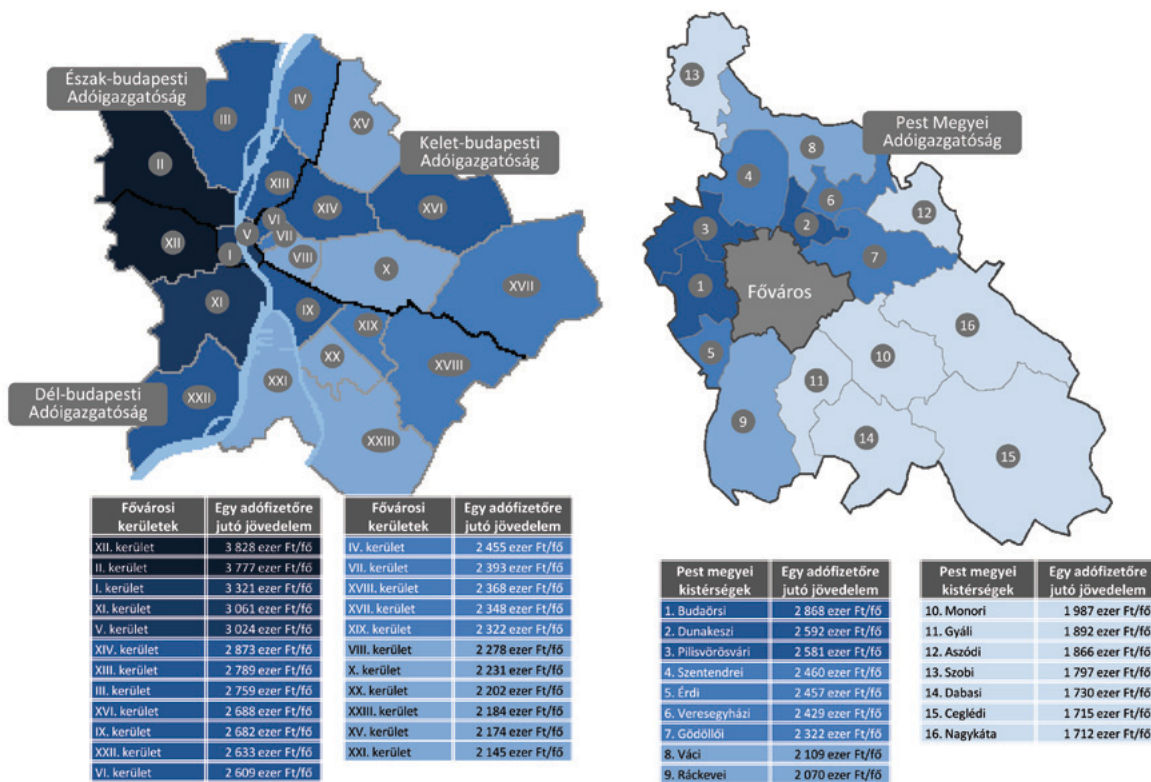 Észak-budapesti
Adóigazgatóság
Kelet-budapesti
Adóigazgatóság
Dél-budapesti
Adóigazgatóság
II
III
IV
XV
XIII
XIV
XVI
VI
V
VII
VIII
XII
I
X
XVII
XI
IX
XIX
XX
XVIII
XXI
XXII
XXIII
Pest Megyei
Adóigazgatóság
Főváros
13
8
4
6
12
3
2
7
1
16
5
10
11
9
14
15
Fővárosi kerületek
Egy adófizetőre jutó jövedelem
XII. kerület 3 828 ezer Ft/fő
II. kerület 3 777 ezer Ft/fő
I. kerület 3 321 ezer Ft/fő
XI. kerület 3 061 ezer Ft/fő
V. kerület 3 024 ezer Ft/fő
XIV. kerület 2 873 ezer Ft/fő
XIII. kerület 2 789 ezer Ft/fő
III. kerület 2 759 ezer Ft/fő
XVI. kerület 2 688 ezer Ft/fő
IX. kerület 2 682 ezer Ft/fő
XXII. kerület 2 633 ezer Ft/fő
VI. kerület 2 609 ezer Ft/fő
Fővárosi kerületek
Egy adófizetőre jutó jövedelem
IV. kerület 2 455 ezer Ft/fő
VII. kerület 2 393 ezer Ft/fő
XVIII. kerület 2 368 ezer Ft/fő
XVII. kerület 2 348 ezer Ft/fő
XIX. kerület 2 322 ezer Ft/fő
VIII. kerület 2 278 ezer Ft/fő
X. kerület 2 231 ezer Ft/fő
XX. kerület 2 202 ezer Ft/fő
XXIII. kerület 2 184 ezer Ft/fő
XV. kerület 2 174 ezer Ft/fő
XXI. kerület 2 145 ezer Ft/fő
Pest megyei kistérségek
Egy adófizetőre jutó jövedelem
1. Budaörsi 2 868 ezer Ft/fő
2. Dunakeszi 2 592 ezer Ft/fő
3. Pilisvörösvári 2 581 ezer Ft/fő
4. Szentendrei 2 460 ezer Ft/fő
5. Érdi 2 457 ezer Ft/fő
6. Veresegyházi 2 429 ezer Ft/fő
7. Gödöllői 2 322 ezer Ft/fő
8. Váci 2 109 ezer Ft/fő
9. Ráckevei 2 070 ezer Ft/fő
Pest megyei kistérségek
Egy adófizetőre jutó jövedelem
10. Monori 1 987 ezer Ft/fő
11. Gyáli 1 892 ezer Ft/fő
12. Aszódi 1 866 ezer Ft/fő
13. Szobi 1 797 ezer Ft/fő
14. Dabasi 1 730 ezer Ft/fő
15. Ceglédi 1 715 ezer Ft/fő
16. Nagykáta 1 712 ezer Ft/fő